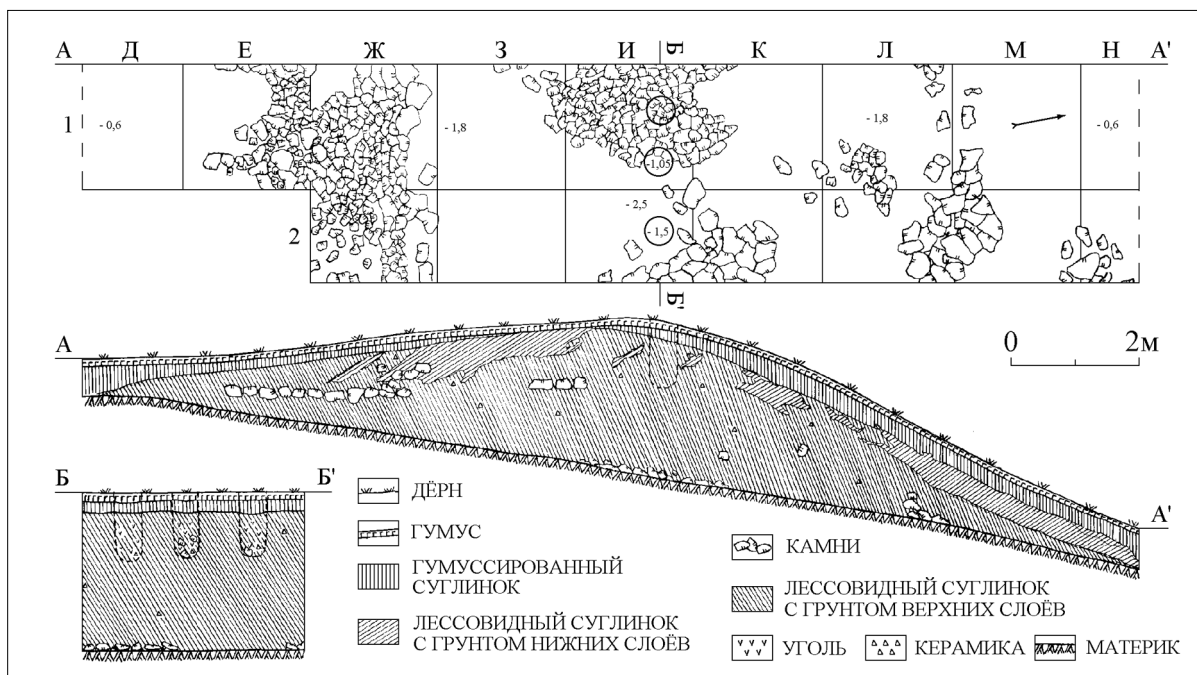 А Д Е Ж З И Б К Л М Н А'
1 - 0,6 - 1,8 - 1,8 - 0,6
-1,05
2 - 2,5
- 1,5
Б'
А 0 2м
Б Б' А'
ДЁРН
ГУМУС
ГУМУССИРОВАННЫЙ
СУГЛИНОК
ЛЕССОВИДНЫЙ СУГЛИНОК
С ГРУНТОМ НИЖНИХ СЛОЁВ
КАМНИ
ЛЕССОВИДНЫЙ СУГЛИНОК
С ГРУНТОМ ВЕРХНИХ СЛОЁВ
УГОЛЬ КЕРАМИКА МАТЕРИК